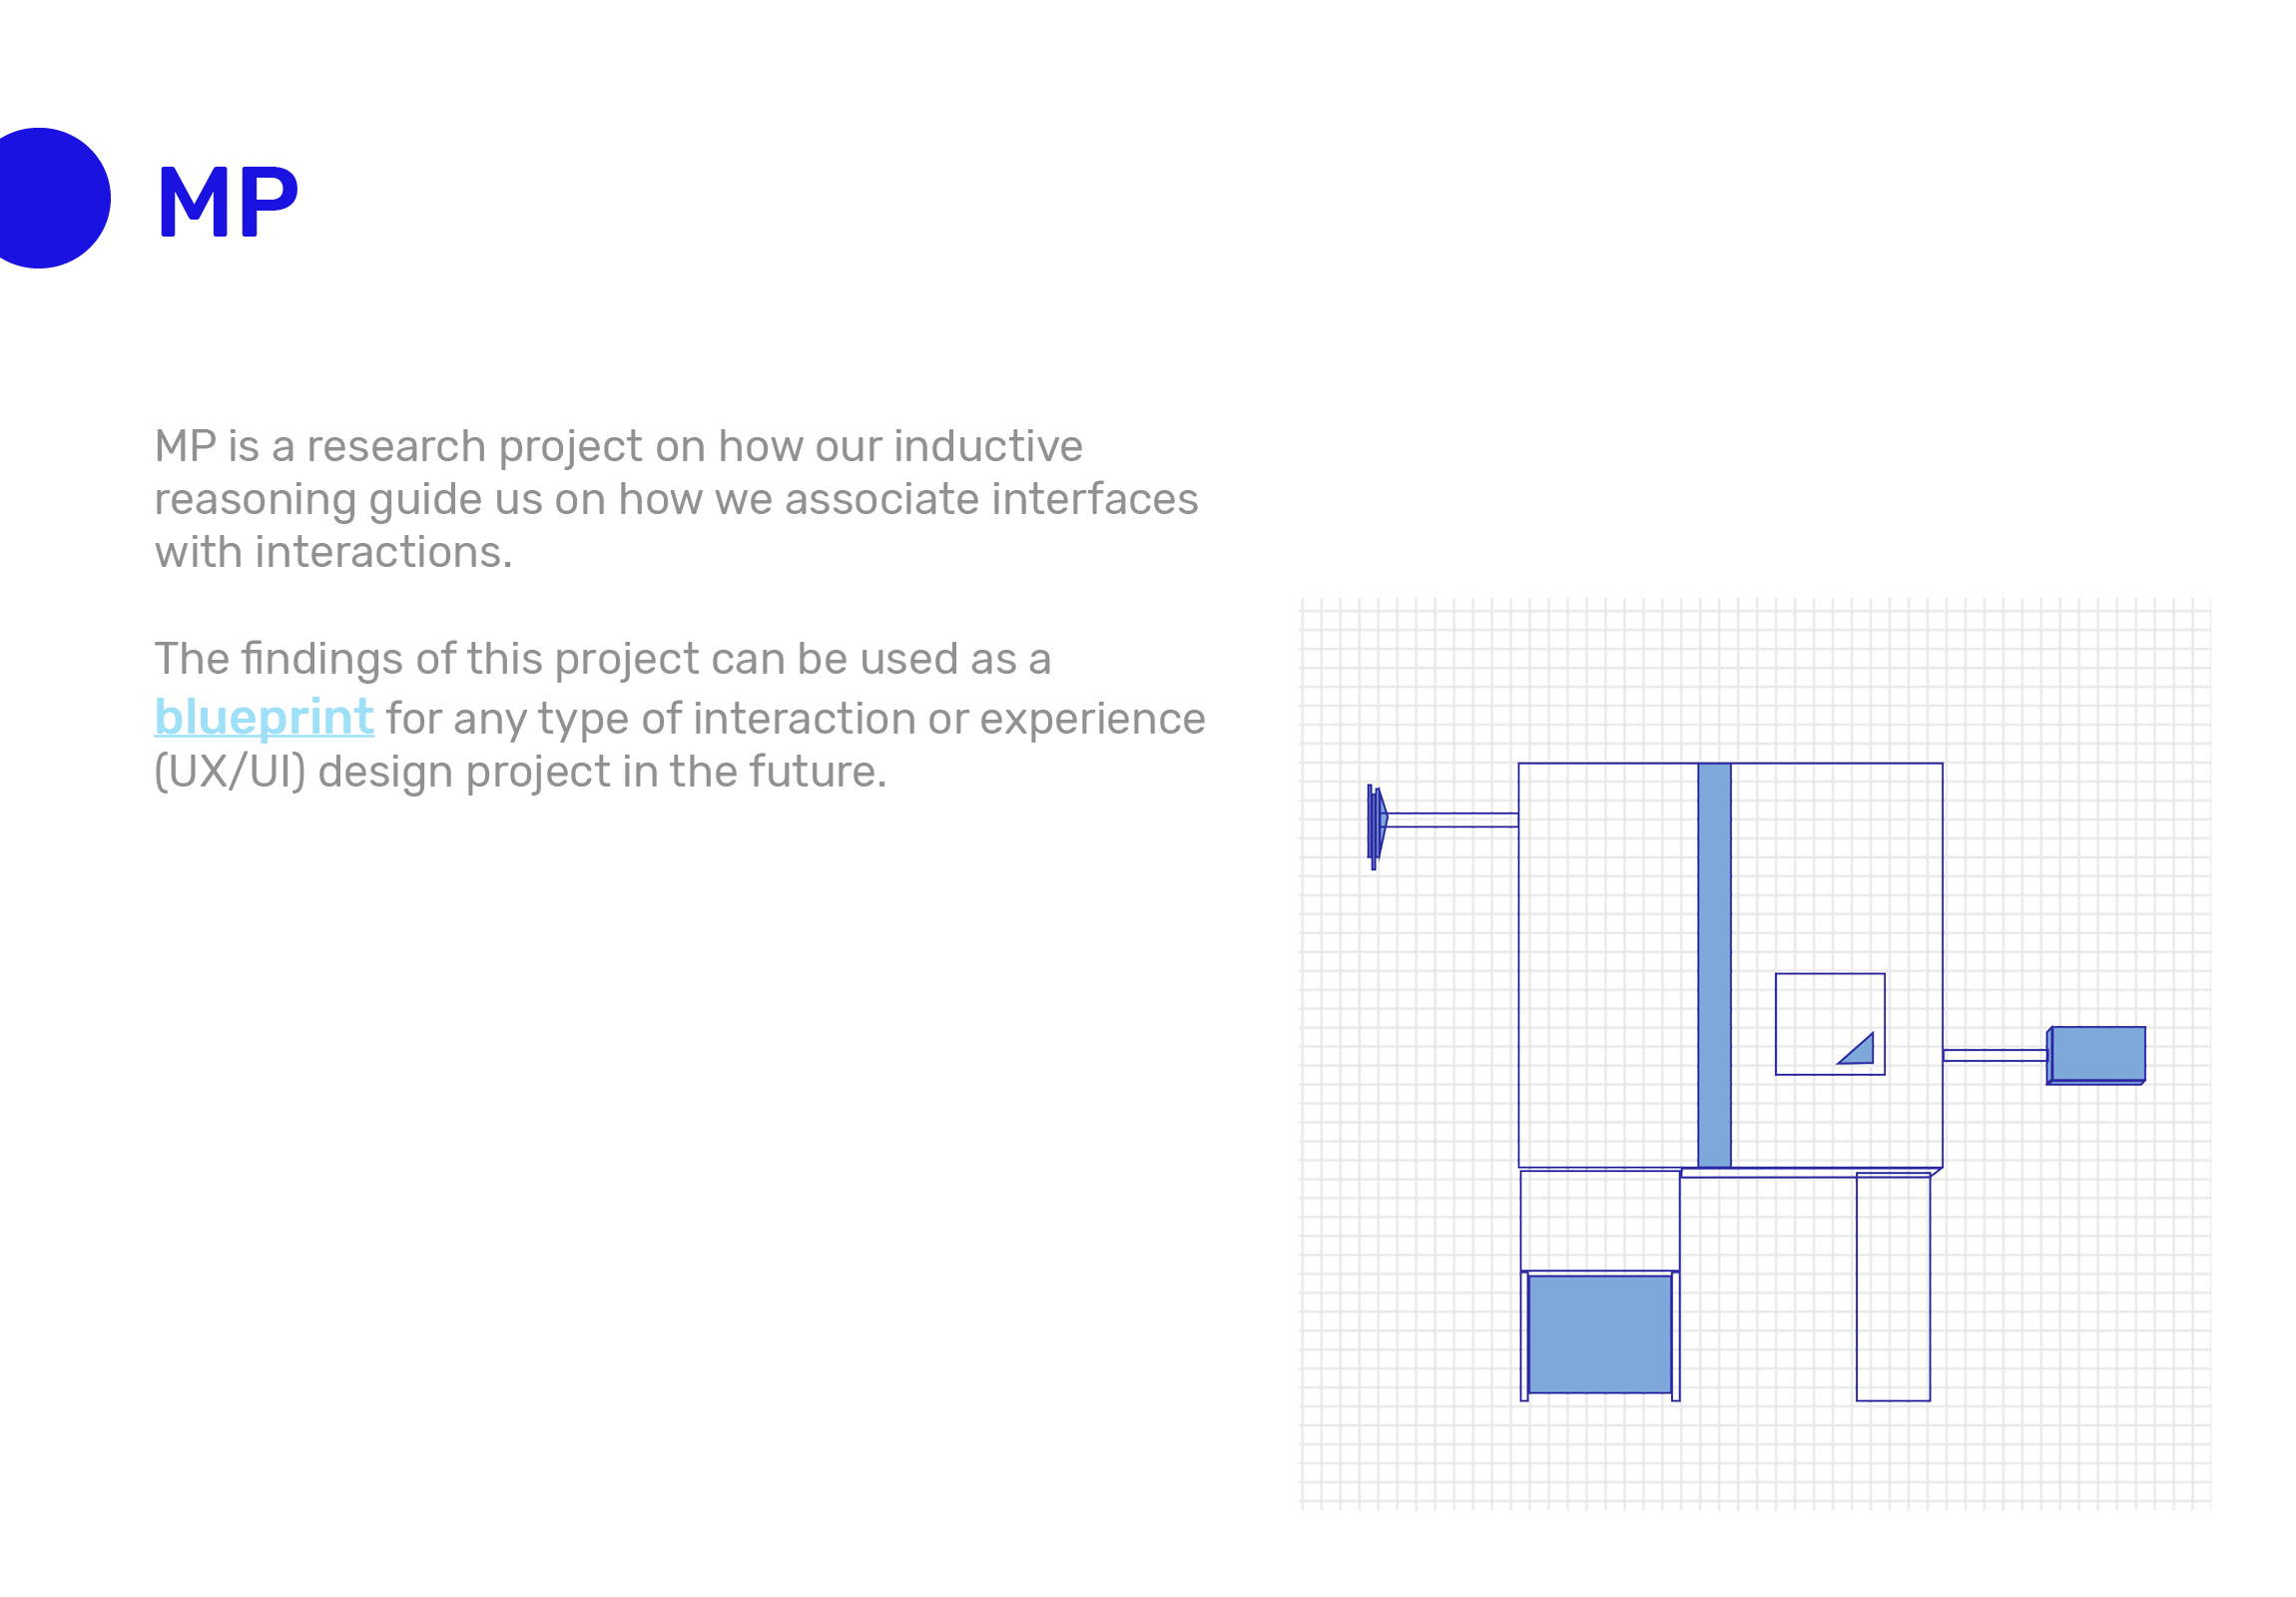 MP
MP is a research project on how our inductive
reasoning guide us on how we associate interfaces
with interactions.
The findings of this project can be used as a
blueprint for any type of interaction or experience
(UX/UI) design project in the future.